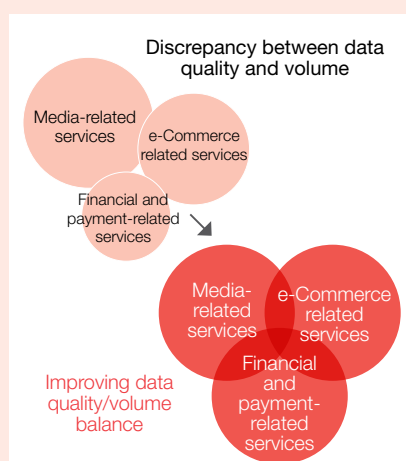 Discrepancy between data
quality and volume
Media-related
services
e-Commerce
related services
Financial and
payment-related
services
Media-
related
services
e-Commerce
related
services
Financial
and
payment-
related
services
Improving data
quality/volume
balance